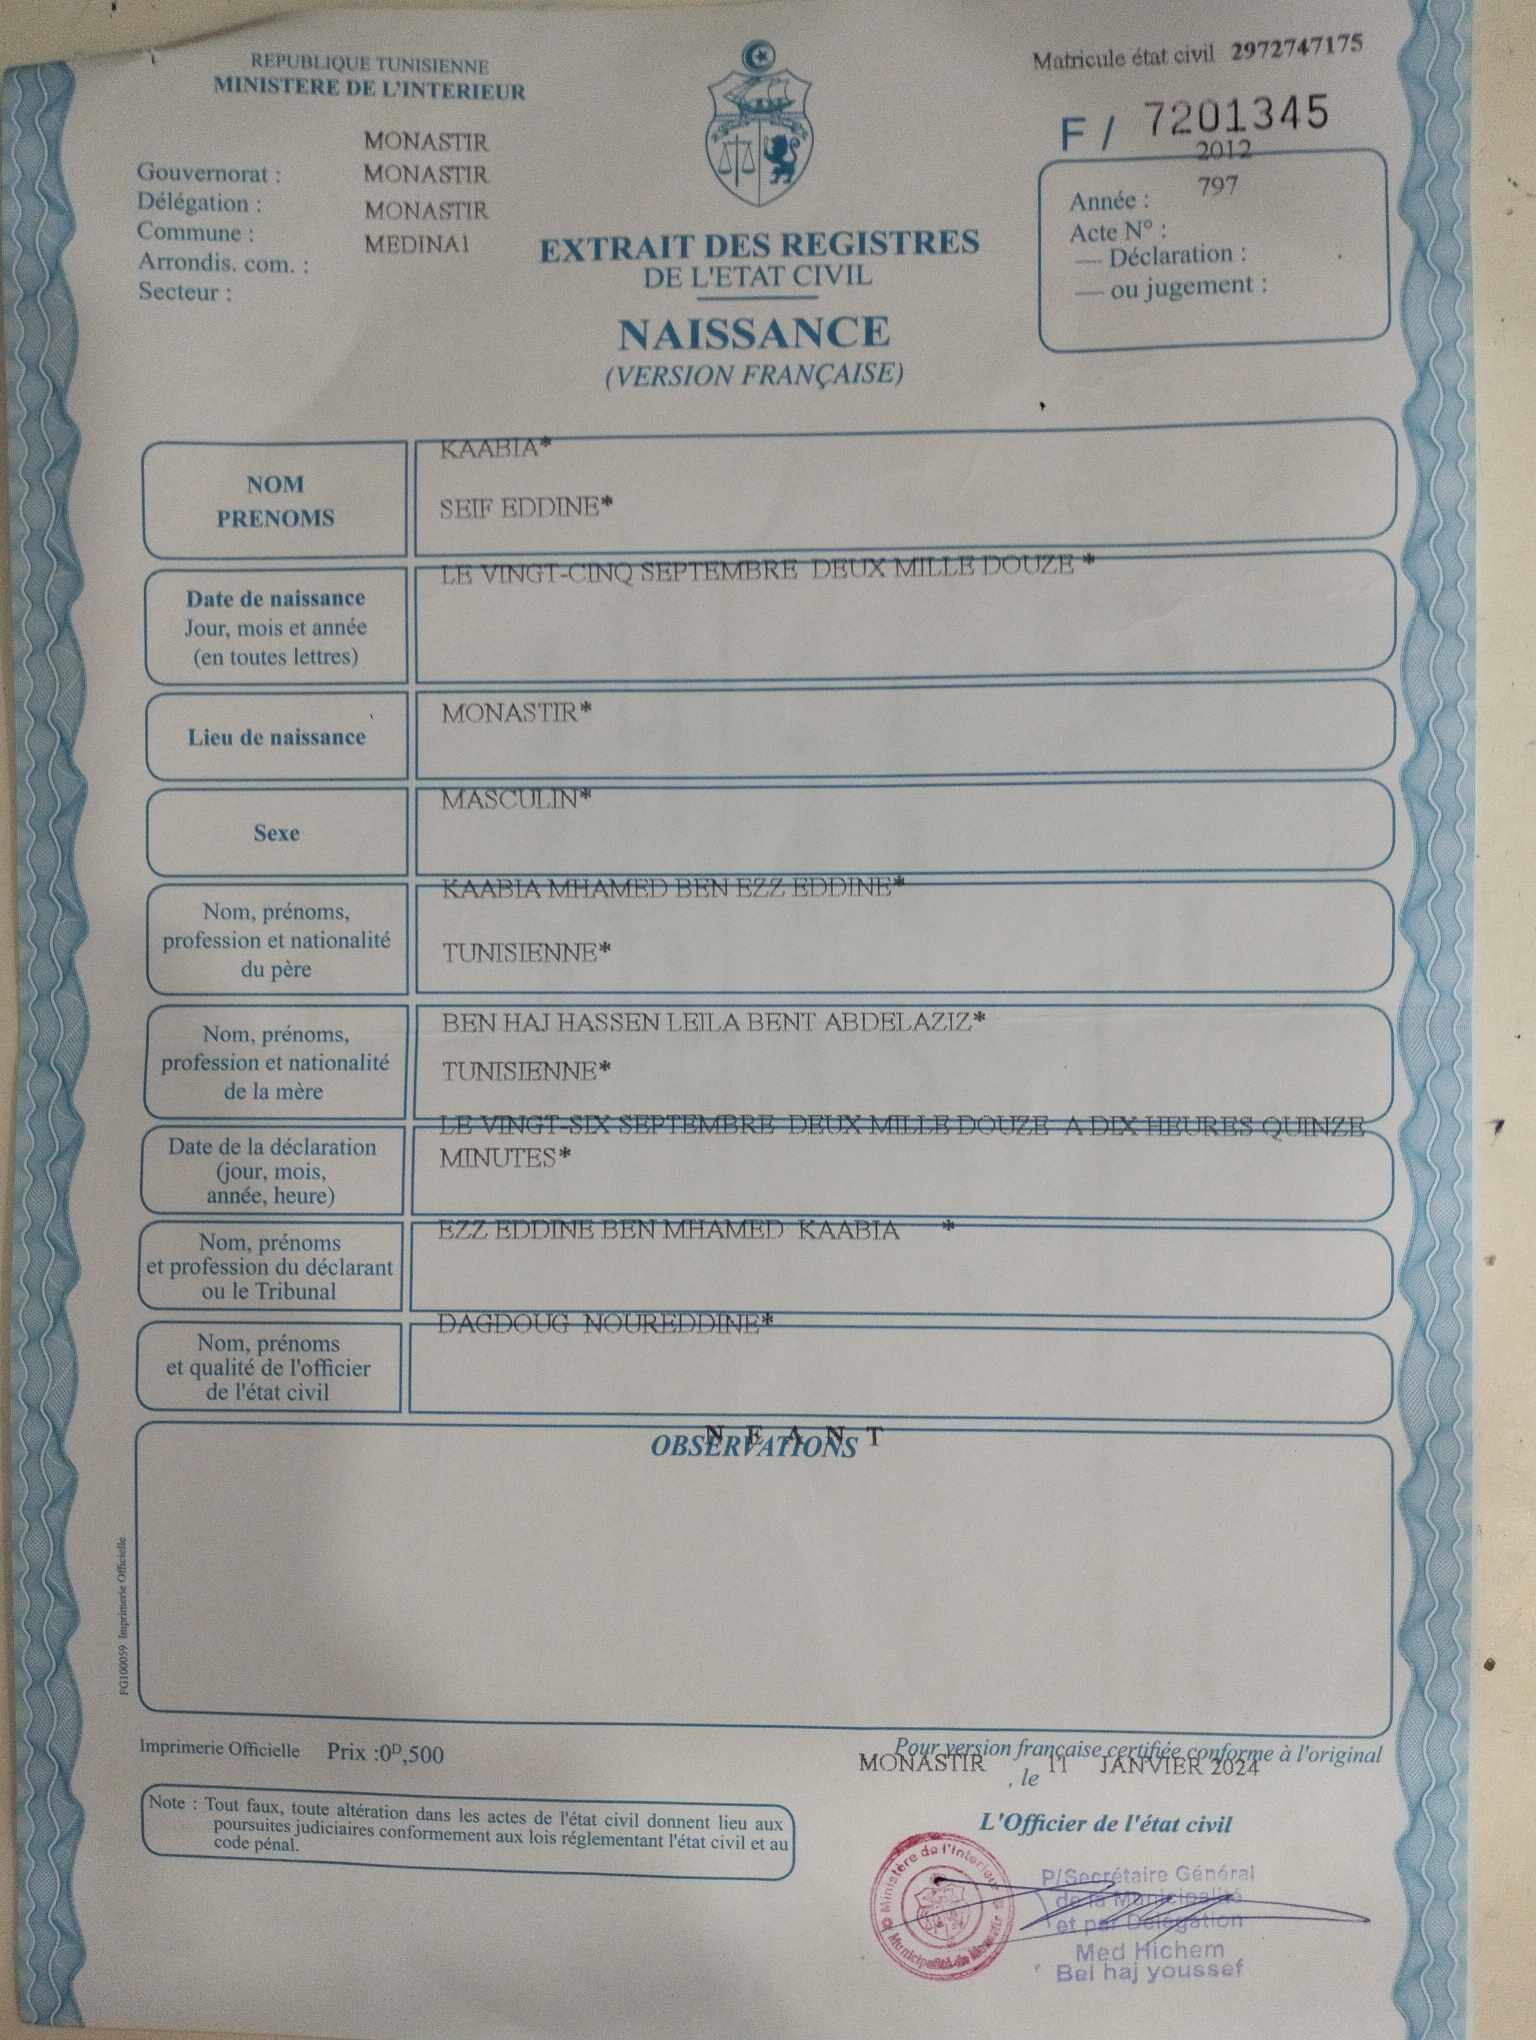 REPUBLIQUE TUNISIENNE
MINISTERE DE L'INTERIEUR
Matricule état civil 2972747175
F / 7201345
MONASTIR
Gouvernorat : MONASTIR
Délégation : MONASTIR
Commune : MEDINA1
Arrondis. com. :
Secteur :
EXTRAIT DES REGISTRES
DE L'ETAT CIVIL
NAISSANCE
(VERSION FRANÇAISE)
2012
Année : 797
Acte N° :
— Déclaration :
— ou jugement :
NOM
PRENOMS
KAABIA*
SEIF EDDINE*
Date de naissance
Jour, mois et année
(en toutes lettres)
LE VINGT-CINQ SEPTEMBRE DEUX MILLE DOUZE *
Lieu de naissance
MONASTIR*
Sexe
MASCULIN*
Nom, prénoms,
profession et nationalité
du père
KAABIA MHAMED BEN EZZ EDDINE*
TUNISIENNE*
Nom, prénoms,
profession et nationalité
de la mère
BEN HAJ HASSEN LEILA BENT ABDELAZIZ*
TUNISIENNE*
Date de la déclaration
(jour, mois,
année, heure)
LE VINGT-SIX SEPTEMBRE DEUX MILLE DOUZE A DIX HEURES QUINZE
MINUTES*
Nom, prénoms
et profession du déclarant
ou le Tribunal
EZZ EDDINE BEN MHAMED KAABIA *
Nom, prénoms
et qualité de l'officier
de l'état civil
DAGDOUG NOUREDDINE*
N E A N T
OBSERVATIONS
FG100059 Imprimerie Officielle
Imprimerie Officielle Prix :0ᴰ,500
Pour version française certifiée conforme à l'original
MONASTIR , le 11 JANVIER 2024
Note : Tout faux, toute altération dans les actes de l'état civil donnent lieu aux
poursuites judiciaires conformement aux lois réglementant l'état civil et au
code pénal.
L'Officier de l'état civil
Ministère de l'Interieur
Municipalité de Monastir
P/Secrétaire Général
de la Municipalité
et par Délégation
Med Hichem
Bel haj youssef